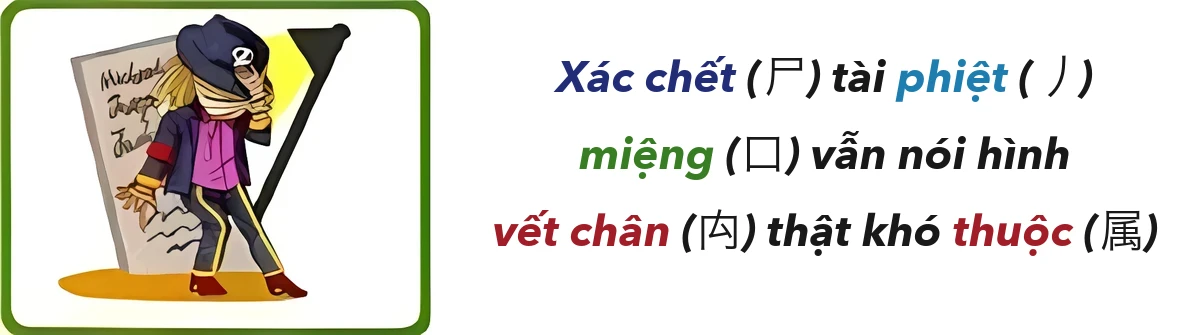 Xác chết (尸) tài phiệt (丿)
miệng (口) vẫn nói hình
vết chân (禸) thật khó thuộc (属)